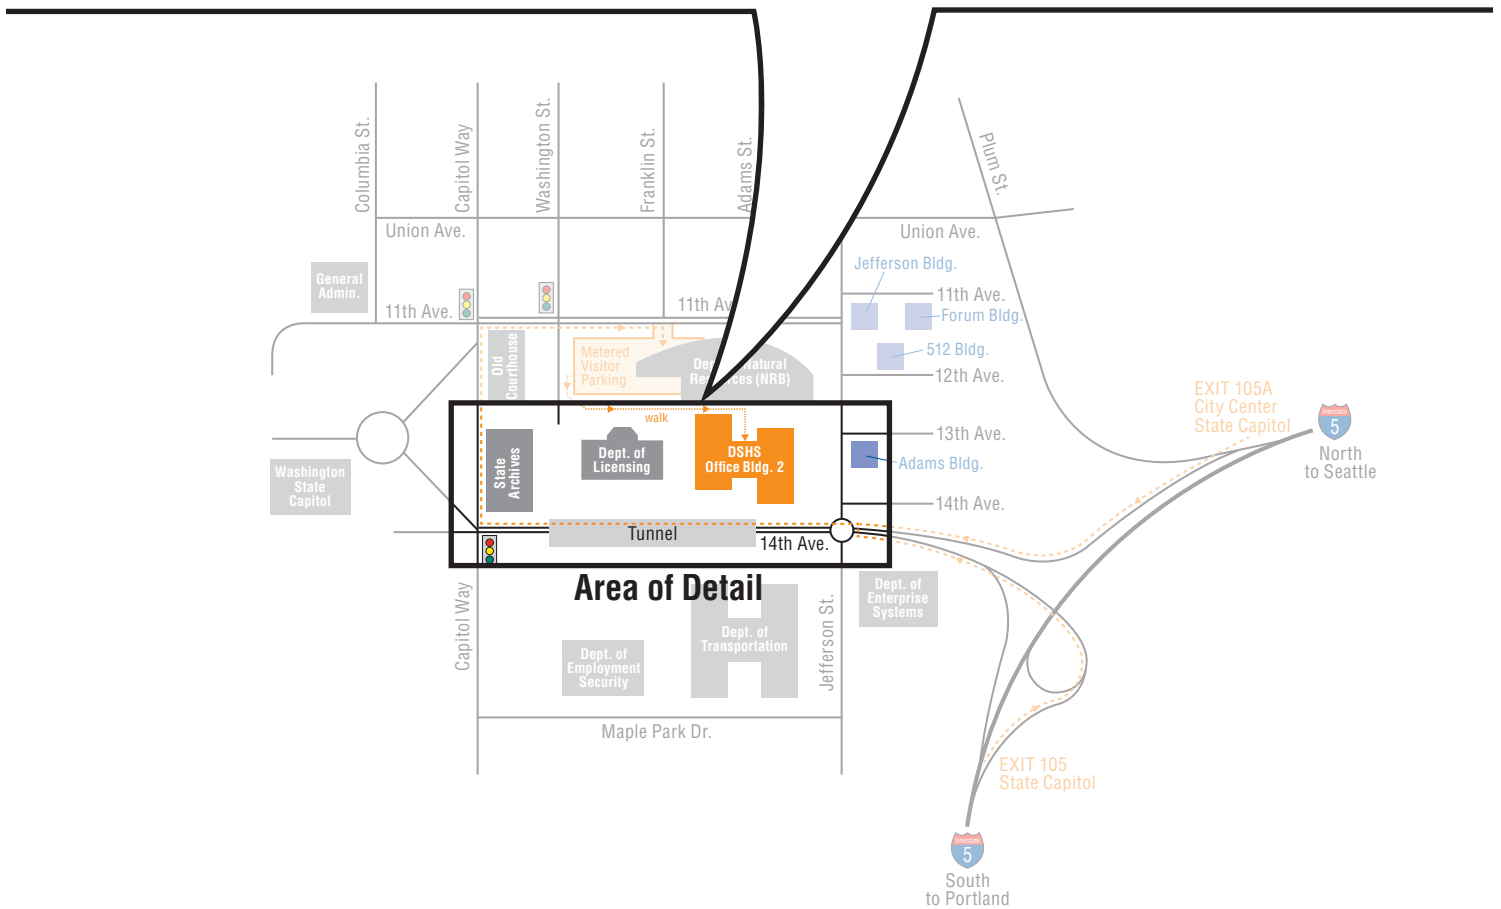 Columbia St.
Capitol Way
Washington St.
Franklin St.
Adams St.
Plum St.
Union Ave.
Union Ave.
General
Admin.
Jefferson Bldg.
11th Ave.
11th Av
11th Ave.
Forum Bldg.
Old
Courthouse
Metered
Visitor
Parking
Natural
(NRB)
512 Bldg.
12th Ave.
EXIT 105A
City Center
State Capitol
Interstate
5
North
to Seattle
walk
13th Ave.
Adams Bldg.
State
Archives
Dept. of
Licensing
DSHS
Office Bldg. 2
Washington
State
Capitol
14th Ave.
Tunnel
14th Ave.
Area of Detail
Capitol Way
Jefferson St.
Dept. of
Enterprise
Systems
Dept. of
Transportation
Dept. of
Employment
Security
Maple Park Dr.
EXIT 105
State Capitol
Interstate
5
South
to Portland